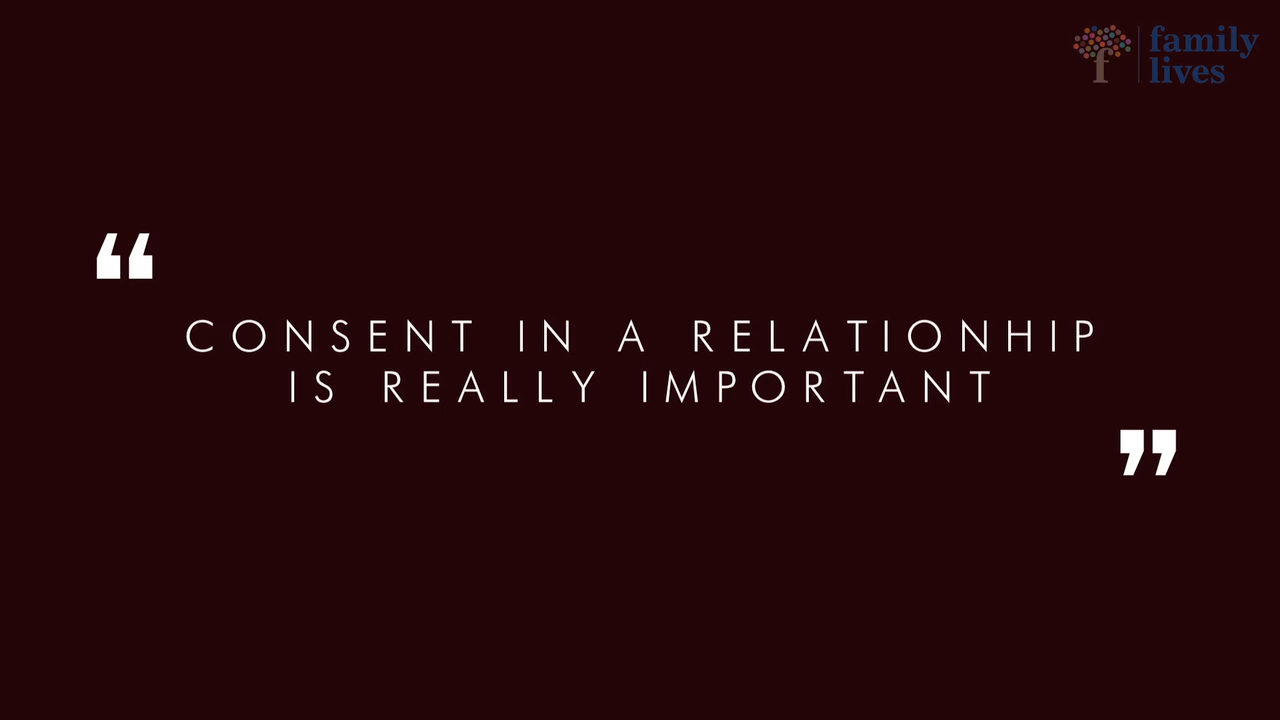 family
lives
“
CONSENT IN A RELATIONHIP
IS REALLY IMPORTANT
”